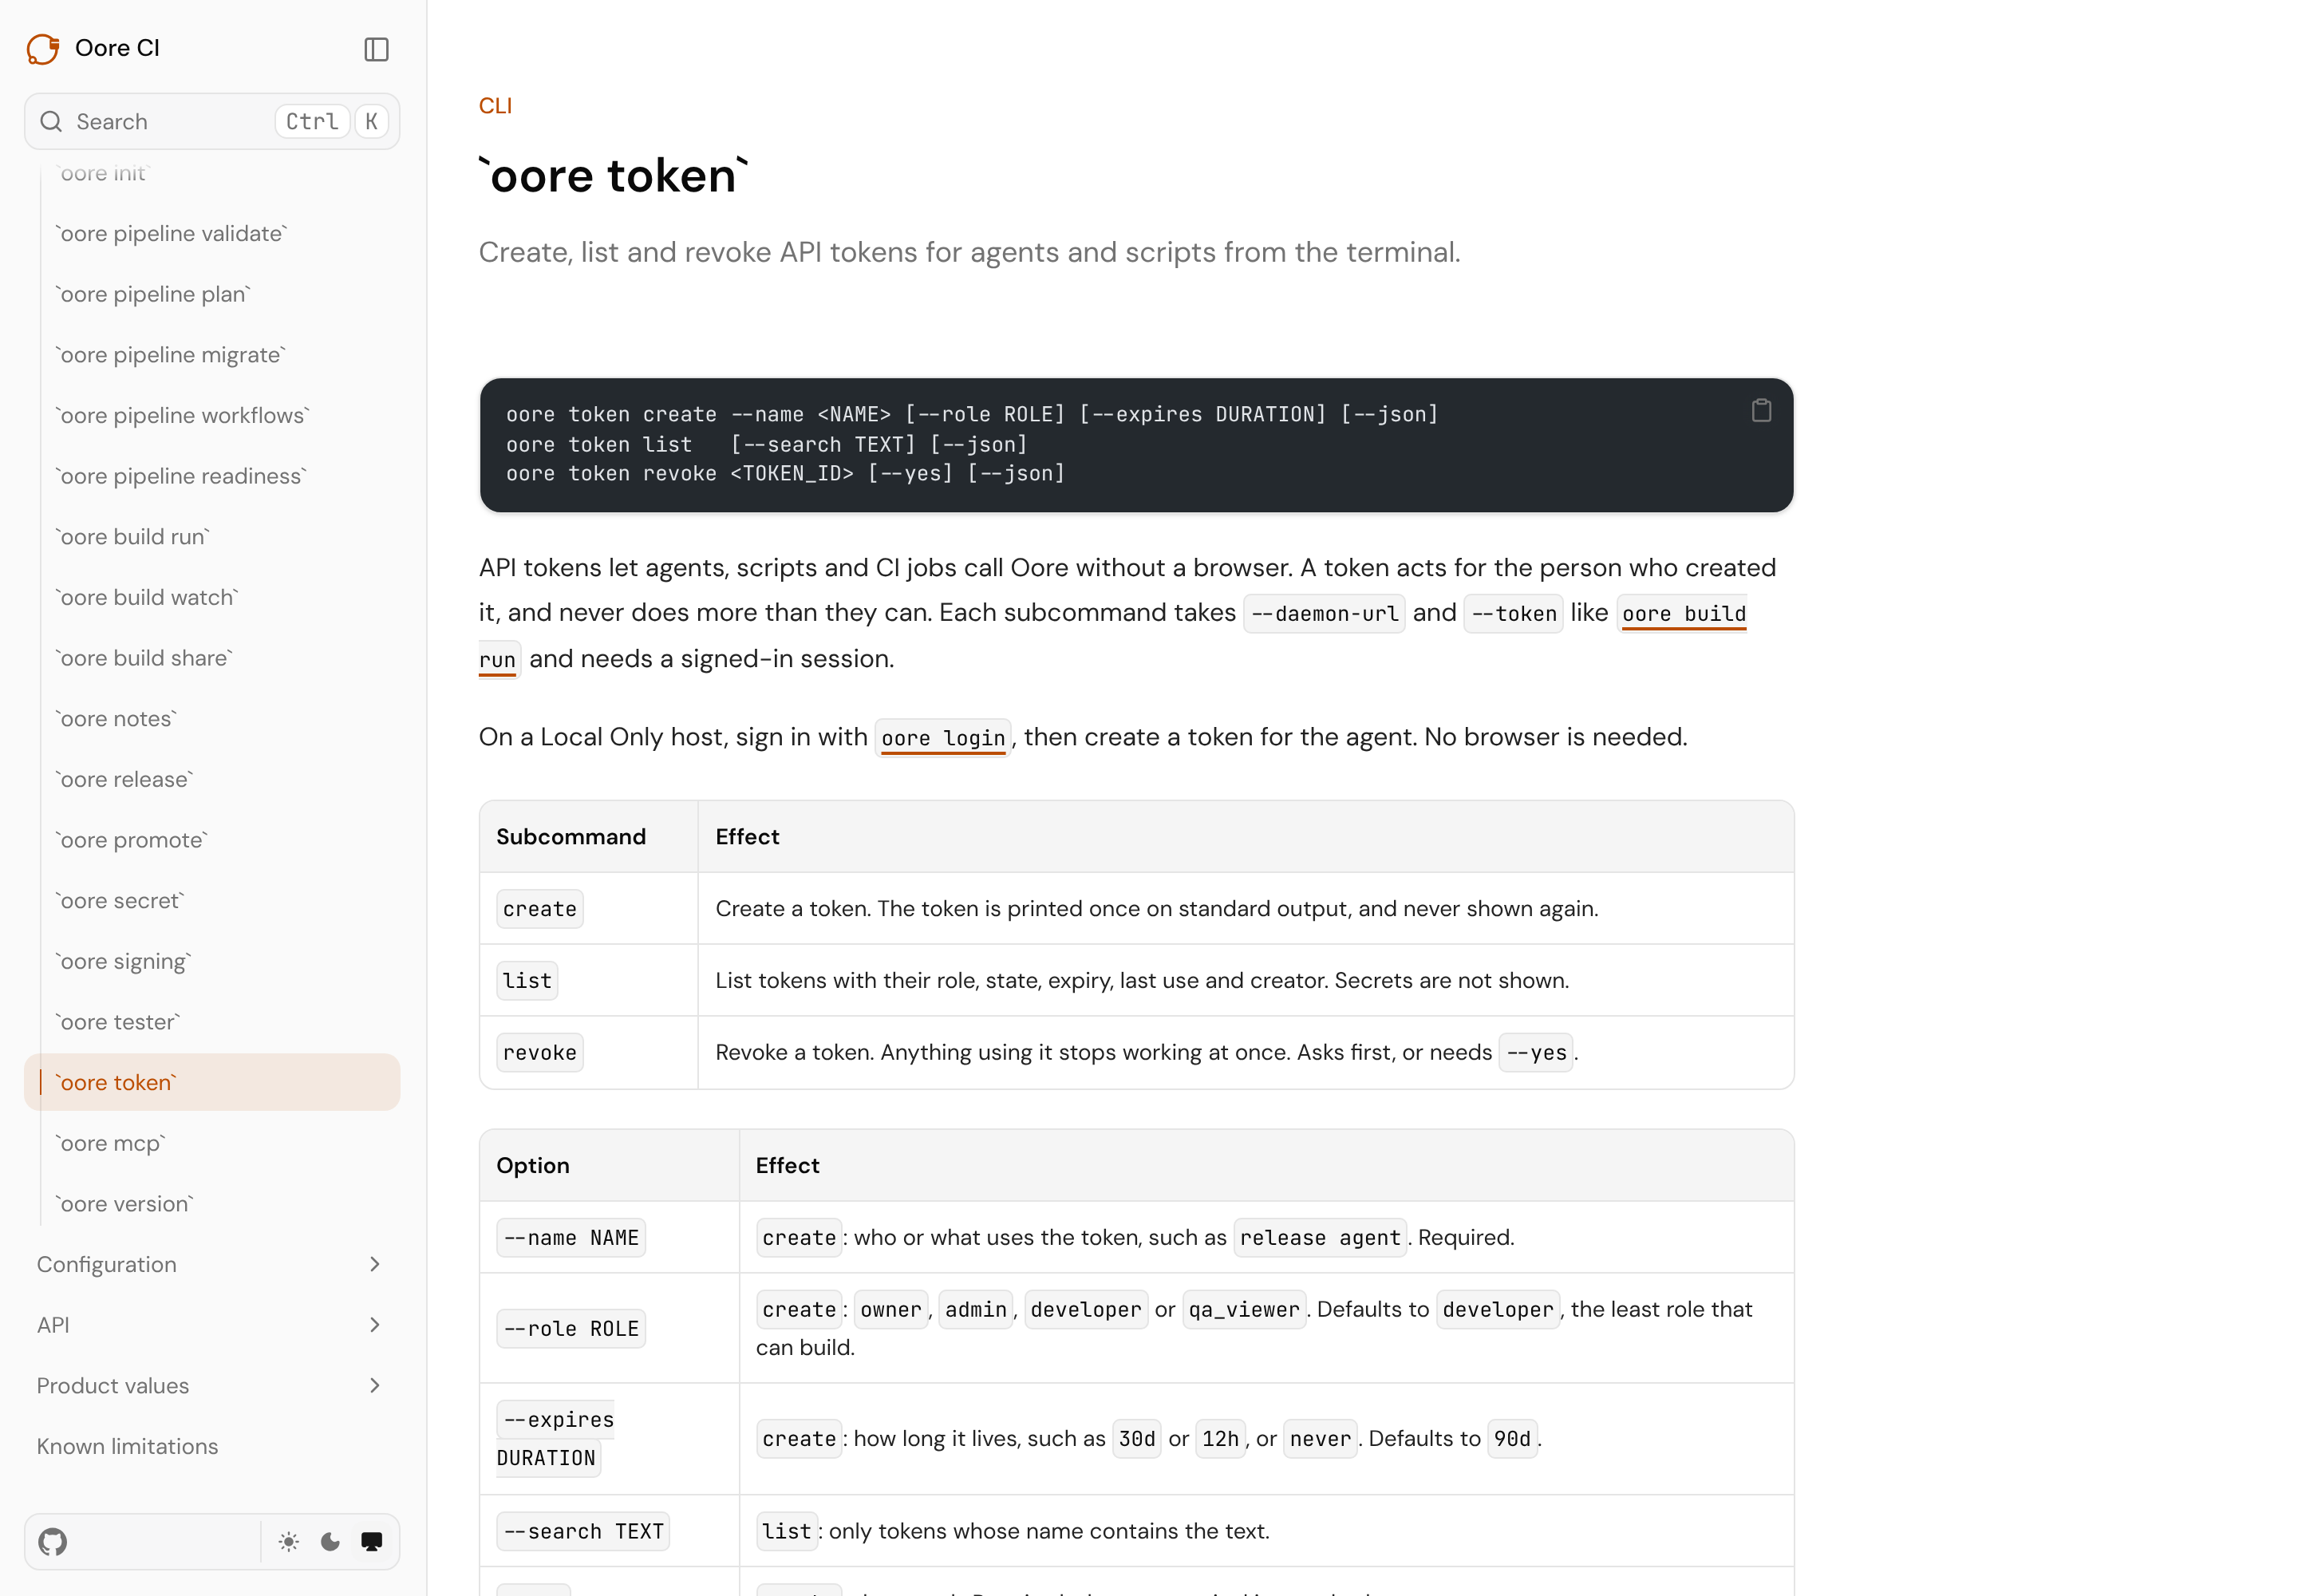 Oore CI
Search
Ctrl K
`oore init`
`oore pipeline validate`
`oore pipeline plan`
`oore pipeline migrate`
`oore pipeline workflows`
`oore pipeline readiness`
`oore build run`
`oore build watch`
`oore build share`
`oore notes`
`oore release`
`oore promote`
`oore secret`
`oore signing`
`oore tester`
`oore token`
`oore mcp`
`oore version`
Configuration
API
Product values
Known limitations
CLI
`oore token`
Create, list and revoke API tokens for agents and scripts from the terminal.
oore token create --name <NAME> [--role ROLE] [--expires DURATION] [--json]
oore token list   [--search TEXT] [--json]
oore token revoke <TOKEN_ID> [--yes] [--json]
API tokens let agents, scripts and CI jobs call Oore without a browser. A token acts for the person who created
it, and never does more than they can. Each subcommand takes --daemon-url and --token like oore build
run and needs a signed-in session.
On a Local Only host, sign in with oore login, then create a token for the agent. No browser is needed.
Subcommand Effect
create Create a token. The token is printed once on standard output, and never shown again.
list List tokens with their role, state, expiry, last use and creator. Secrets are not shown.
revoke Revoke a token. Anything using it stops working at once. Asks first, or needs --yes.
Option Effect
--name NAME create: who or what uses the token, such as release agent. Required.
--role ROLE create: owner, admin, developer or qa_viewer. Defaults to developer, the least role that
can build.
--expires
DURATION create: how long it lives, such as 30d or 12h, or never. Defaults to 90d.
--search TEXT list: only tokens whose name contains the text.